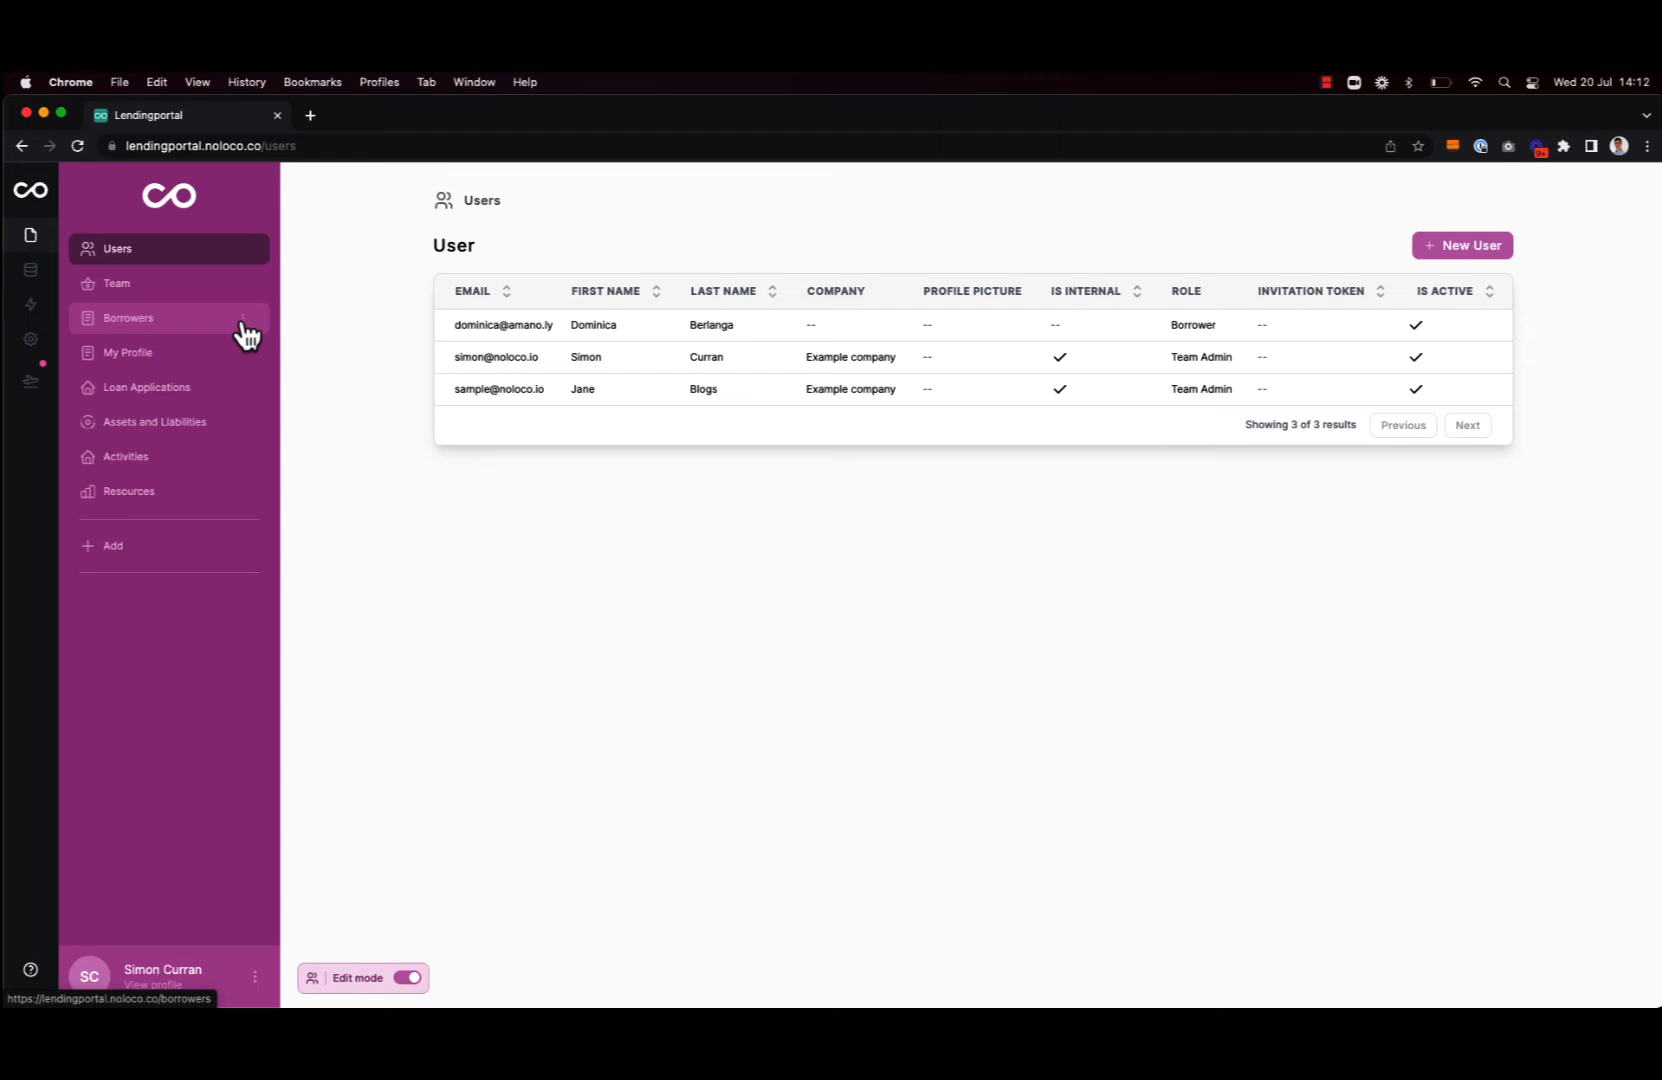 Chrome File Edit View History Bookmarks Profiles Tab Window Help Wed 20 Jul 14:12
Lendingportal
lendingportal.noloco.co/users
Users
Team
Borrowers
My Profile
Loan Applications
Assets and Liabilities
Activities
Resources
Add
Users
User
New User
EMAIL FIRST NAME LAST NAME COMPANY PROFILE PICTURE IS INTERNAL ROLE INVITATION TOKEN IS ACTIVE
dominica@amano.ly Dominica Berlanga -- -- -- Borrower --
simon@noloco.io Simon Curran Example company -- Team Admin --
sample@noloco.io Jane Blogs Example company -- Team Admin --
Showing 3 of 3 results Previous Next
SC Simon Curran
View profile
Edit mode
https://lendingportal.noloco.co/borrowers